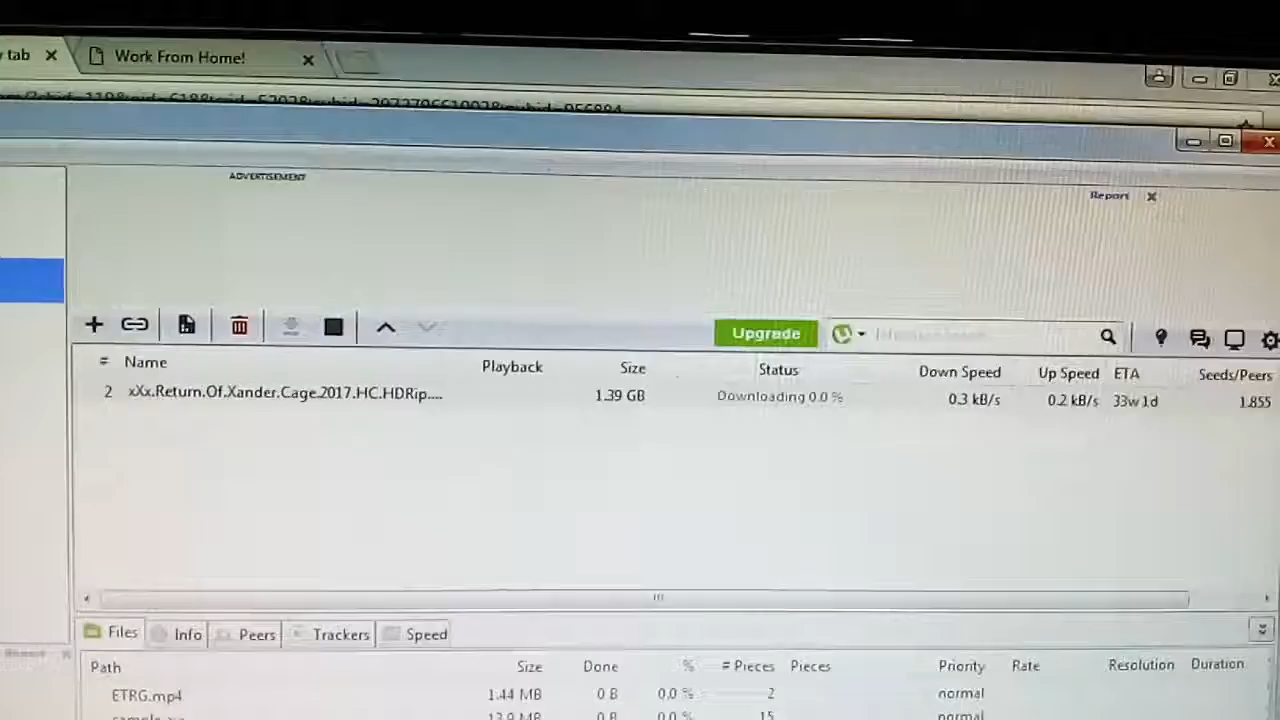 tab
Work From Home!
ADVERTISEMENT
Report
Upgrade
# Name Playback Size Status Down Speed Up Speed ETA Seeds/Peers
2 xXx.Return.Of.Xander.Cage.2017.HC.HDRip.... 1.39 GB Downloading 0.0 % 0.3 kB/s 0.2 kB/s 33w 1d 1.855
Files Info Peers Trackers Speed
Path Size Done % # Pieces Pieces Priority Rate Resolution Duration
ETRG.mp4 1.44 MB 0 B 0.0 % 2 normal
13.9 MB 0 B 0.0 % 15 normal